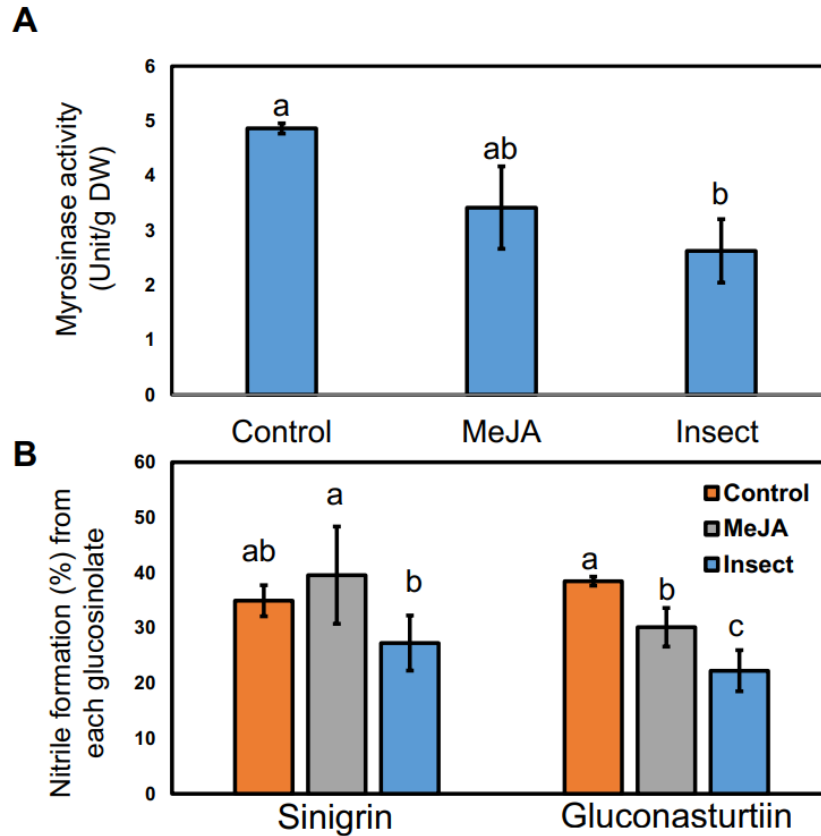 A
Myrosinase activity
(Unit/g DW)
6
5
4
3
2
1
0
a
ab
b
Control MeJA Insect
B
Nitrile formation (%) from
each glucosinolate
60
50
40
30
20
10
0
ab
a
b
a
b
c
Control
MeJA
Insect
Sinigrin Gluconasturtiin